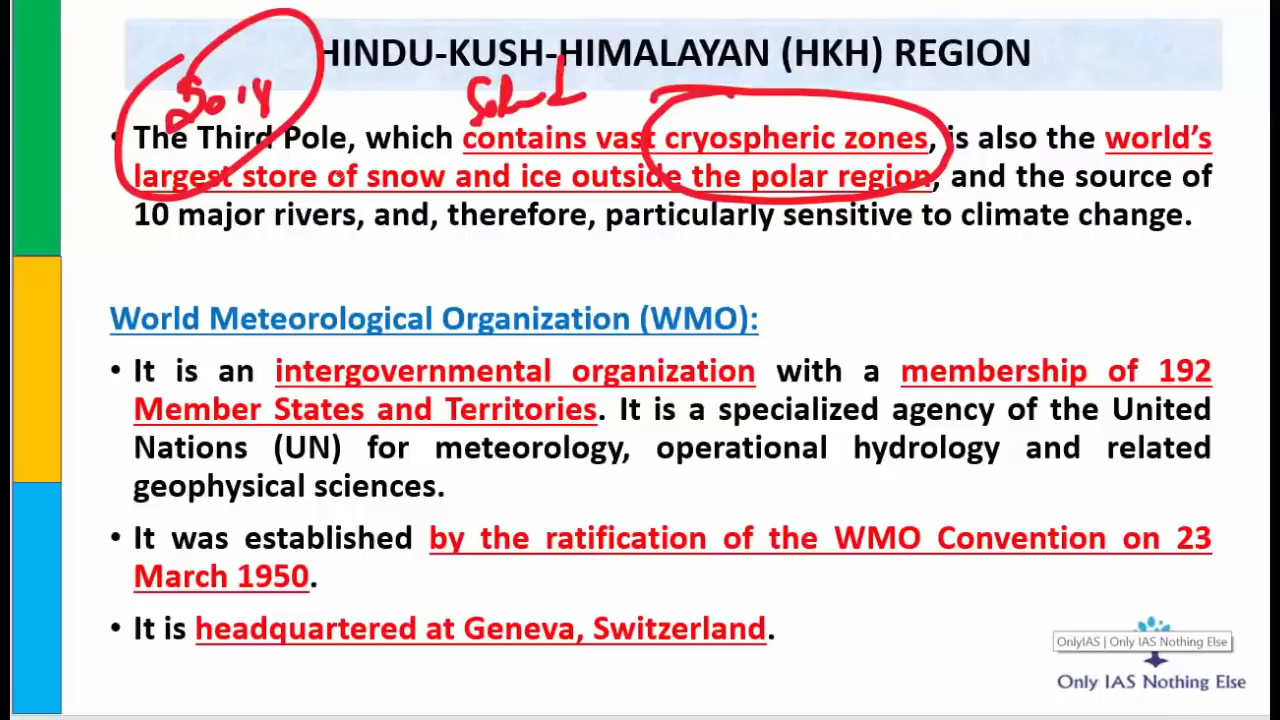 HINDU-KUSH-HIMALAYAN (HKH) REGION
• The Third Pole, which contains vast cryospheric zones, is also the world's
largest store of snow and ice outside the polar region, and the source of
10 major rivers, and, therefore, particularly sensitive to climate change.
World Meteorological Organization (WMO):
• It is an intergovernmental organization with a membership of 192
Member States and Territories. It is a specialized agency of the United
Nations (UN) for meteorology, operational hydrology and related
geophysical sciences.
• It was established by the ratification of the WMO Convention on 23
March 1950.
• It is headquartered at Geneva, Switzerland.
OnlyIAS | Only IAS Nothing Else
Only IAS Nothing Else